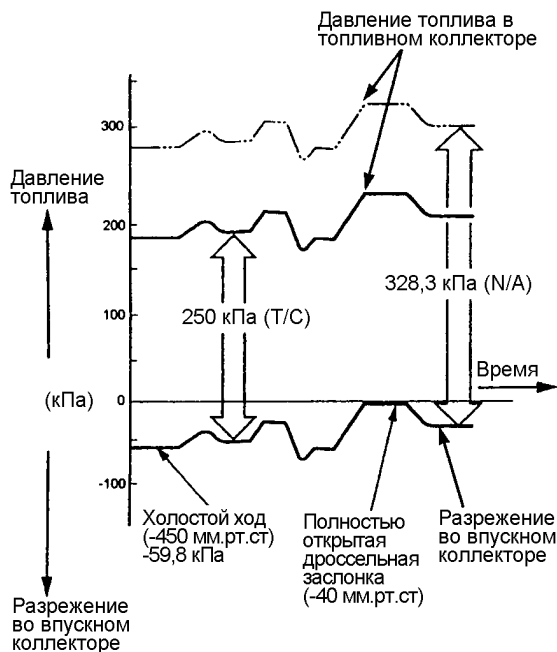 Давление топлива в
топливном коллекторе
300
Давление
топлива
200
328,3 кПа (N/A)
250 кПа (T/C)
100
Время
(кПа)
0
-100
Холостой ход
(-450 мм.рт.ст)
-59,8 кПа
Полностью
открытая
дроссельная
заслонка
(-40 мм.рт.ст)
Разрежение
во впускном
коллекторе
Разрежение
во впускном
коллекторе